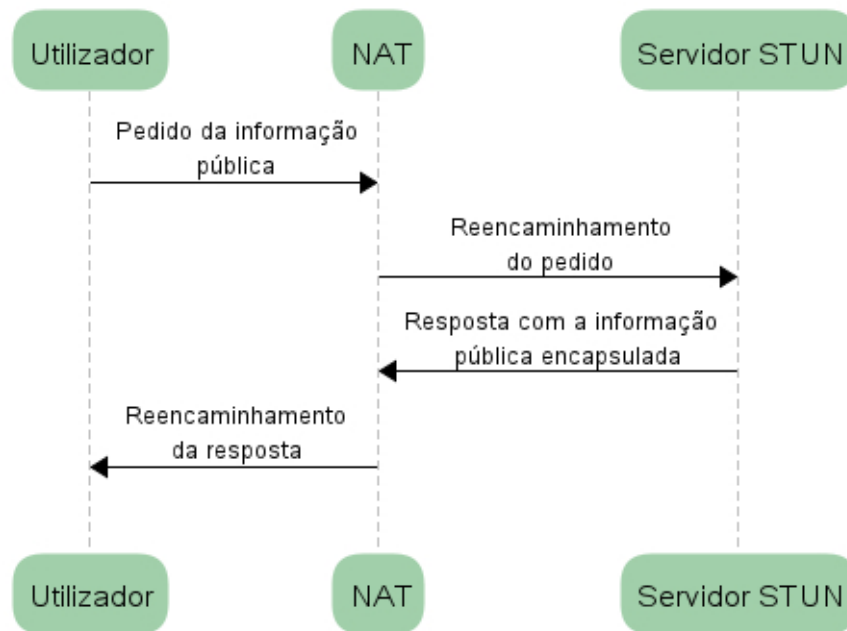 Utilizador
NAT
Servidor STUN
Pedido da informação
pública
Reencaminhamento
do pedido
Resposta com a informação
pública encapsulada
Reencaminhamento
da resposta
Utilizador
NAT
Servidor STUN